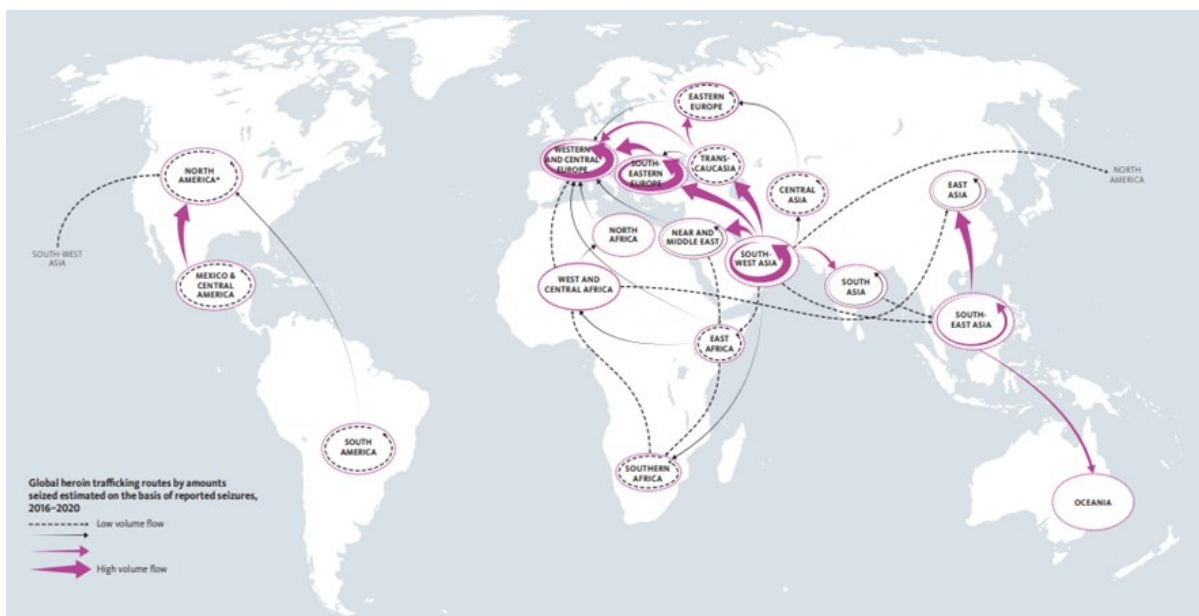 EASTERN
EUROPE
WESTERN
AND CENTRAL
EUROPE
SOUTH-
EASTERN
EUROPE
TRANS-
CAUCASIA
NORTH
AMERICA*
NORTH
AMERICA
CENTRAL
ASIA
EAST
ASIA
NORTH
AFRICA
NEAR AND
MIDDLE EAST
SOUTH-WEST
ASIA
SOUTH-
WEST ASIA
MEXICO &
CENTRAL
AMERICA
WEST AND
CENTRAL AFRICA
SOUTH
ASIA
SOUTH-
EAST ASIA
EAST
AFRICA
SOUTH
AMERICA
SOUTHERN
AFRICA
OCEANIA
Global heroin trafficking routes by amounts
seized estimated on the basis of reported seizures,
2016–2020
Low volume flow
High volume flow